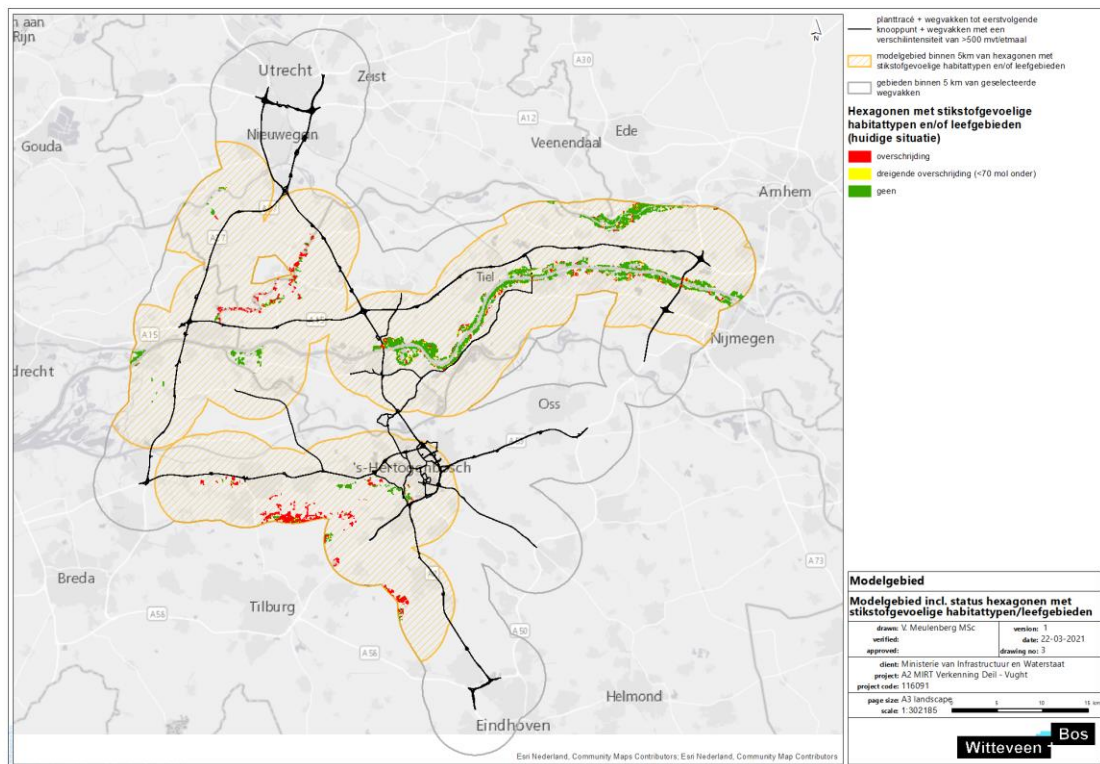 n aan
Rijn
Utrecht
Zeist
A30
Nieuwegein
A12
Ede
Gouda
Veenendaal
Arnhem
A27
Tiel
A15
A15
Nijmegen
drecht
Oss
's-Hertogenbosch
A73
Breda
Tilburg
A58
A50
A58
Helmond
Eindhoven
Esri Nederland, Community Maps Contributors; Esri Nederland, Community Map Contributors
N
planttracé + wegvakken tot eerstvolgende
knooppunt + wegvakken met een
verschilintensiteit van >500 mvt/etmaal
modelgebied binnen 5km van hexagonen met
stikstofgevoelige habitattypen en/of leefgebieden
gebieden binnen 5 km van geselecteerde
wegvakken
Hexagonen met stikstofgevoelige
habitattypen en/of leefgebieden
(huidige situatie)
overschrijding
dreigende overschrijding (<70 mol onder)
geen
Modelgebied
Modelgebied incl. status hexagonen met
stikstofgevoelige habitattypen/leefgebieden
drawn: V. Meulenberg MSc version: 1
verified: date: 22-03-2021
approved: drawing no: 3
client: Ministerie van Infrastructuur en Waterstaat
project: A2 MIRT Verkenning Deil - Vught
project code: 116091
page size: A3 landscape
scale: 1:302185
0 5 10 15 km
Witteveen + Bos